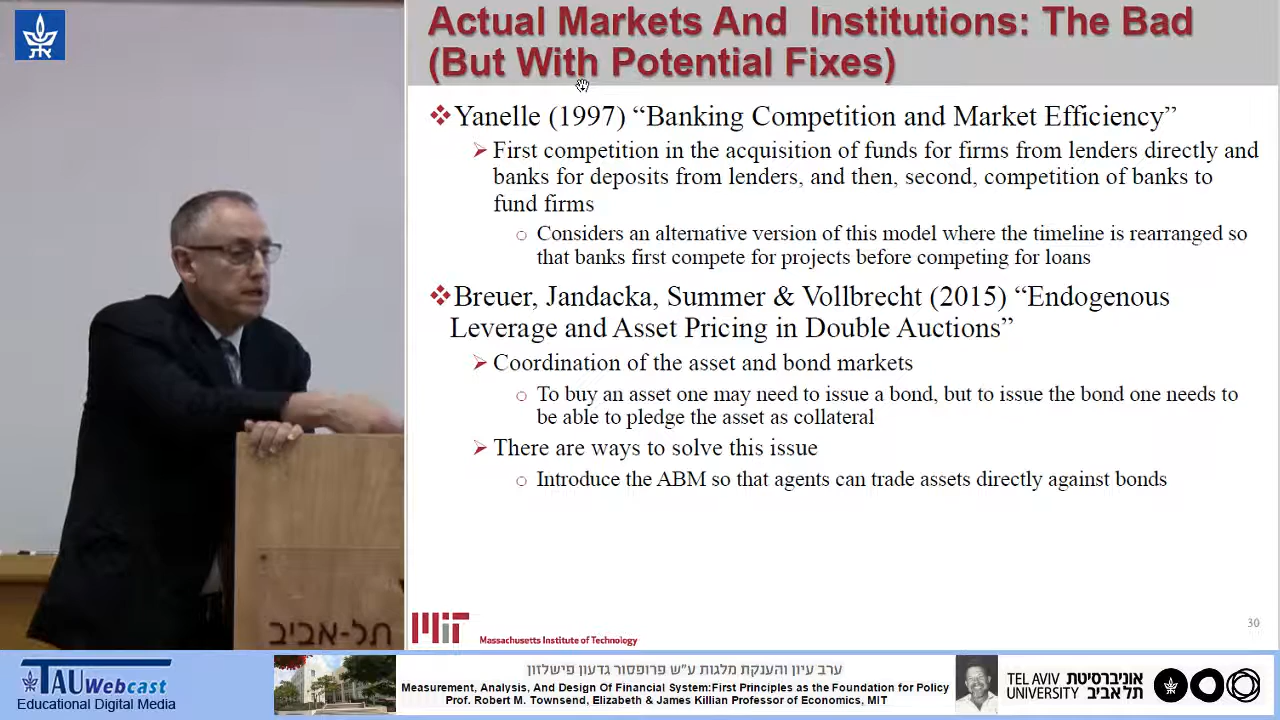 Actual Markets And Institutions: The Bad
(But With Potential Fixes)
Yanelle (1997) “Banking Competition and Market Efficiency”
First competition in the acquisition of funds for firms from lenders directly and
banks for deposits from lenders, and then, second, competition of banks to
fund firms
Considers an alternative version of this model where the timeline is rearranged so
that banks first compete for projects before competing for loans
Breuer, Jandacka, Summer & Vollbrecht (2015) “Endogenous
Leverage and Asset Pricing in Double Auctions”
Coordination of the asset and bond markets
To buy an asset one may need to issue a bond, but to issue the bond one needs to
be able to pledge the asset as collateral
There are ways to solve this issue
Introduce the ABM so that agents can trade assets directly against bonds
30
MIT
Massachusetts Institute of Technology
תל-אביב
TAU Webcast
Educational Digital Media
ערב עיון והענקת מלגות ע"ש פרופסור גדעון פישלזון
Measurement, Analysis, And Design Of Financial System:First Principles as the Foundation for Policy
Prof. Robert M. Townsend, Elizabeth & James Killian Professor of Economics, MIT
TEL AVIV אוניברסיטת
UNIVERSITY תל אביב